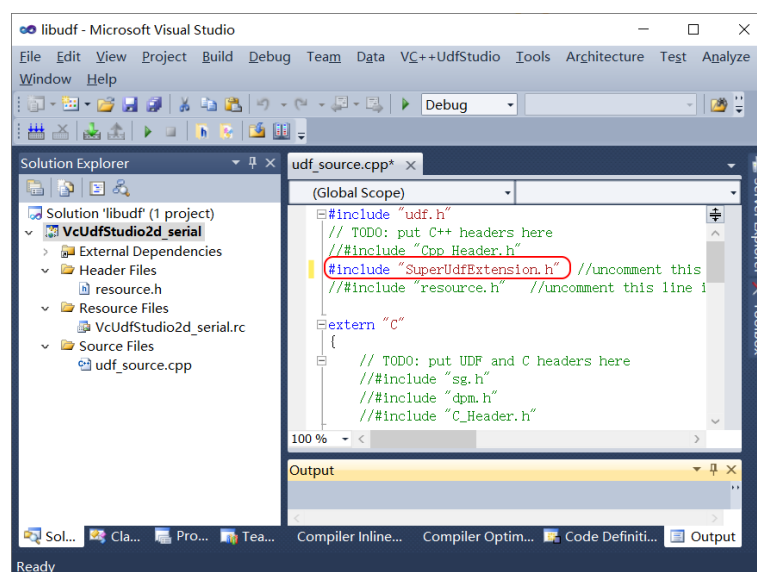 libudf - Microsoft Visual Studio
File Edit View Project Build Debug Team Data VC++UdfStudio Tools Architecture Test Analyze
Window Help
Debug
Solution Explorer
Solution 'libudf' (1 project)
VcUdfStudio2d_serial
External Dependencies
Header Files
resource.h
Resource Files
VcUdfStudio2d_serial.rc
Source Files
udf_source.cpp
udf_source.cpp*
(Global Scope)
#include "udf.h"
// TODO: put C++ headers here
//#include "Cpp_Header.h"
#include "SuperUdfExtension.h" //uncomment this
//#include "resource.h" //uncomment this line i
extern "C"
{
// TODO: put UDF and C headers here
//#include "sg.h"
//#include "dpm.h"
//#include "C_Header.h"
100 %
Output
Sol... Cla... Pro... Tea... Compiler Inline... Compiler Optim... Code Definiti... Output
Ready